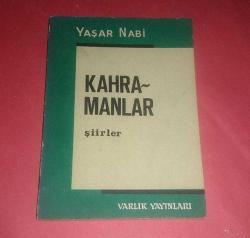 YAŞAR NABİ
KAHRA~
MANLAR
şiirler
VARLIK YAYINLARI